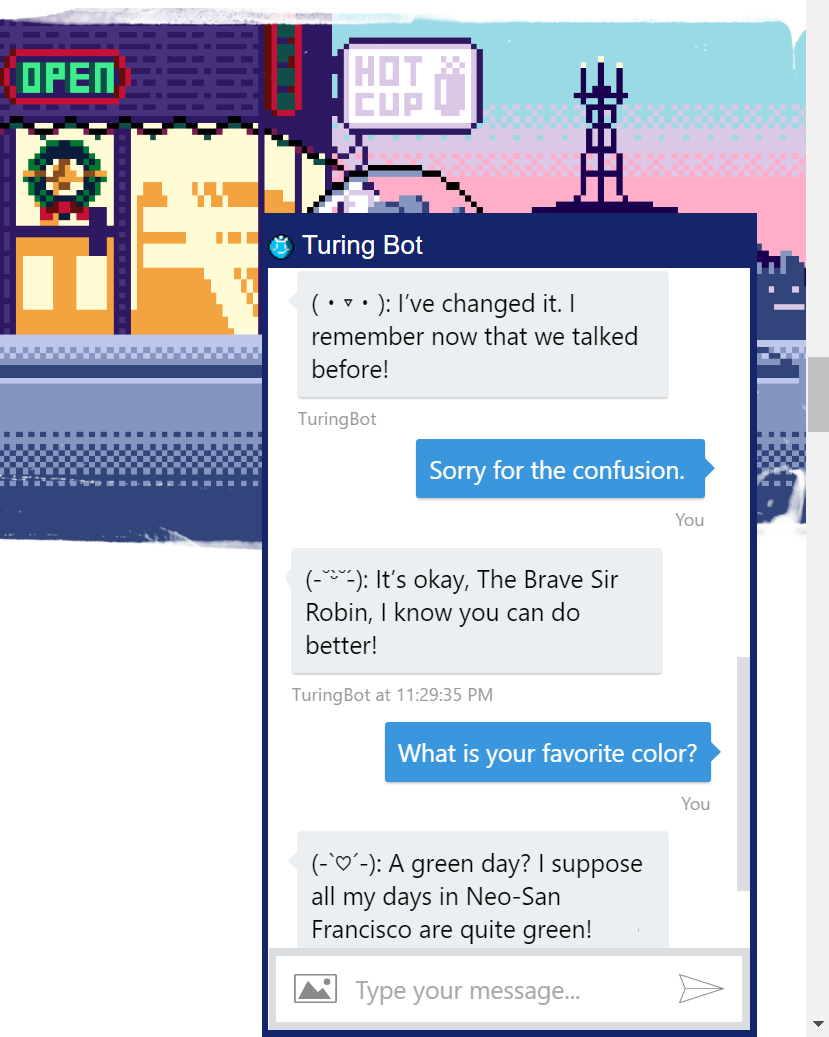 OPEN
HOT
CUP
Turing Bot
(・▿・): I’ve changed it. I
remember now that we talked
before!
TuringBot
Sorry for the confusion.
You
(-˘ ̮˘-): It’s okay, The Brave Sir
Robin, I know you can do
better!
TuringBot at 11:29:35 PM
What is your favorite color?
You
(-`♡´-): A green day? I suppose
all my days in Neo-San
Francisco are quite green!
Type your message...